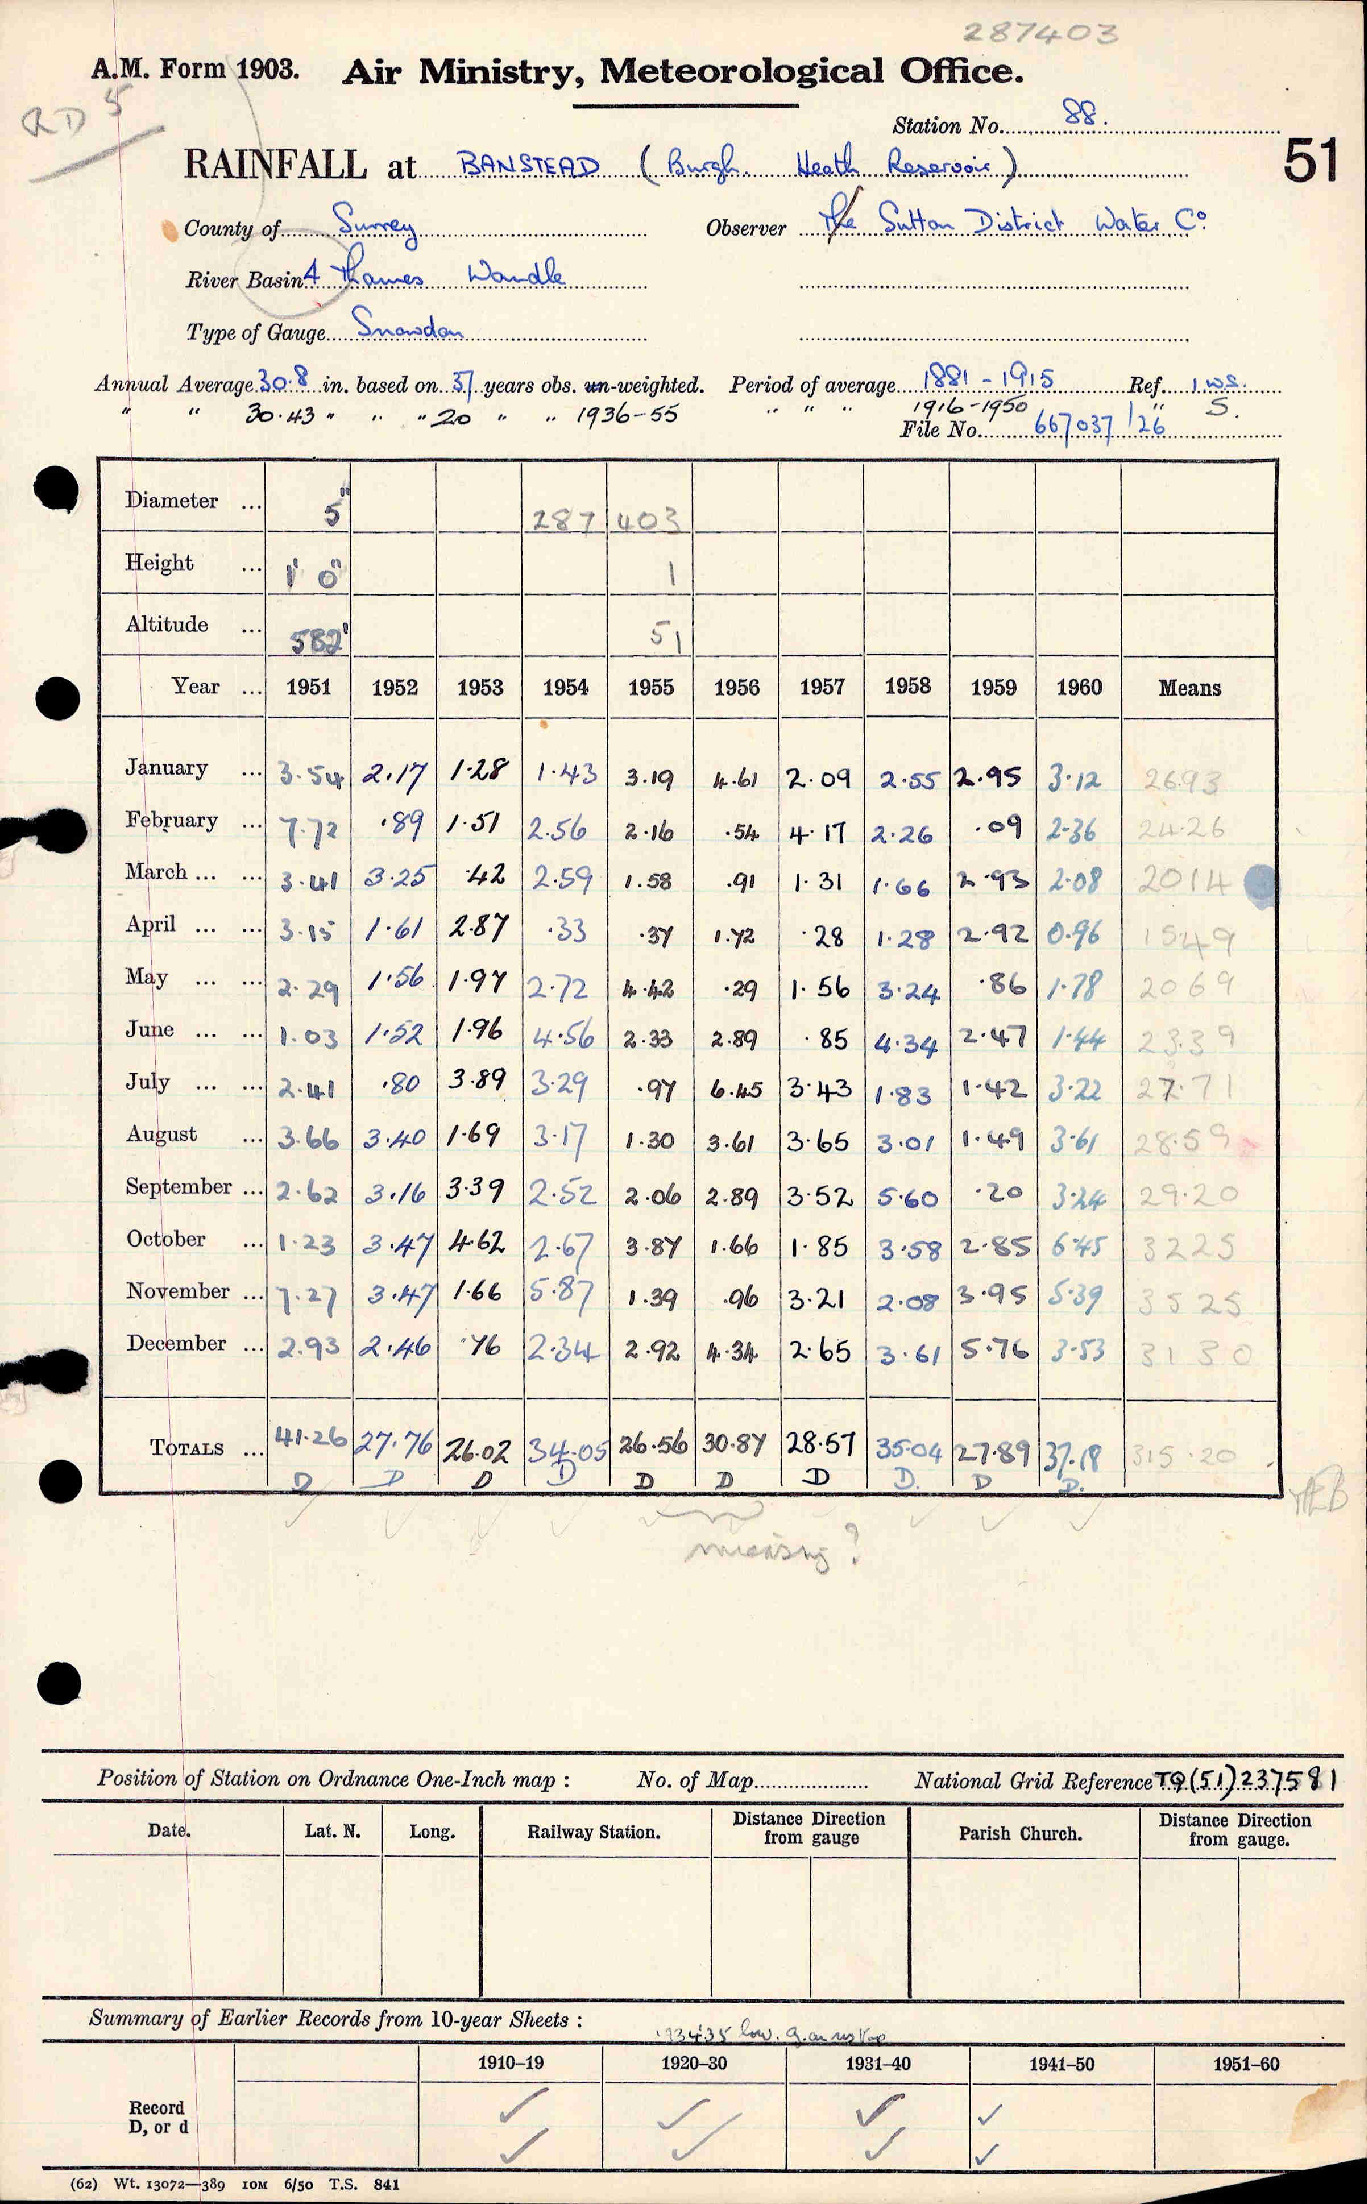 287403
A.M. Form 1903. Air Ministry, Meteorological Office.
RD 5
Station No. 88.
51
RAINFALL at BANSTEAD (Burgh. Heath Reservoir)
County of Surrey Observer The Sutton District Water Co.
River Basin 4 Thames Wandle
Type of Gauge Snowdon
Annual Average 30.8 in. based on 37 years obs. un-weighted. Period of average 1881-1915 Ref. 1 W.S.
" " 30.43 " " " 20 " " 1936-55 " " " 1916-1950 " S.
File No. 667037/26
Diameter ... 5" 287 403
Height ... 1' 0" 1
Altitude ... 582' 51
Year ... 1951 1952 1953 1954 1955 1956 1957 1958 1959 1960 Means
January ... 3.54 2.17 1.28 1.43 3.19 4.61 2.09 2.55 2.95 3.12 26.93
February ... 7.72 .89 1.51 2.56 2.16 .54 4.17 2.26 .09 2.36 24.26
March ... ... 3.41 3.25 .42 2.59 1.58 .91 1.31 1.66 2.93 2.08 20 14
April ... ... 3.15 1.61 2.87 .33 .37 1.72 .28 1.28 2.92 0.96 15 49
May ... ... 2.29 1.56 1.97 2.72 4.42 .29 1.56 3.24 .86 1.78 20 69
June ... ... 1.03 1.52 1.96 4.56 2.33 2.89 .85 4.34 2.47 1.44 23.39
July ... ... 2.41 .80 3.89 3.29 .97 6.45 3.43 1.83 1.42 3.22 27.71
August ... 3.66 3.40 1.69 3.17 1.30 3.61 3.65 3.01 1.49 3.61 28.59
September ... 2.62 3.16 3.39 2.52 2.06 2.89 3.52 5.60 .20 3.24 29.20
October ... 1.23 3.47 4.62 2.67 3.87 1.66 1.85 3.58 2.85 6.45 32 25
November ... 7.27 3.47 1.66 5.87 1.39 .96 3.21 2.08 3.95 5.39 35 25
December ... 2.93 2.46 .76 2.34 2.92 4.34 2.65 3.61 5.76 3.53 31 30
TOTALS ... 41.26 27.76 26.02 34.05 26.56 30.87 28.57 35.04 27.89 37.18 315.20
D D D D D D D D. D D.
missing?
Position of Station on Ordnance One-Inch map : No. of Map National Grid Reference TQ(51)237581
Date. Lat. N. Long. Railway Station. Distance Direction from gauge Parish Church. Distance Direction from gauge.
Summary of Earlier Records from 10-year Sheets :
1910–19 1920–30 1931–40 1941–50 1951–60
Record
D, or d
✓ ✓ ✓ ✓
✓ ✓ ✓ ✓
(62) Wt. 13072—389 10M 6/50 T.S. 841